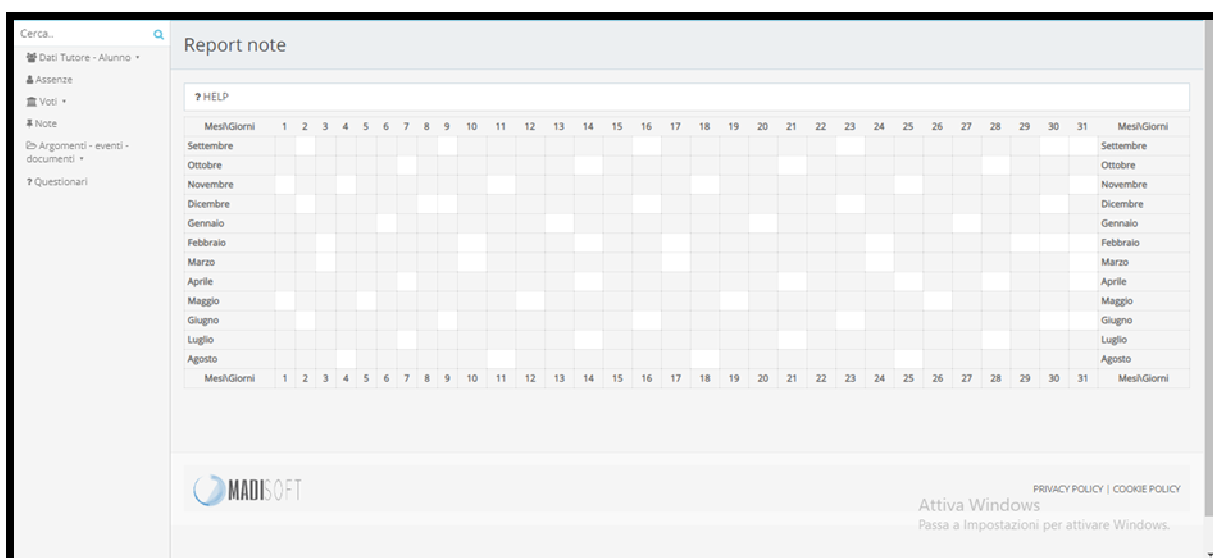 Cerca..
Dati Tutore - Alunno
Assenze
Voti
Note
Argomenti - eventi -
documenti
? Questionari
Report note
? HELP
Mesi\Giorni 1 2 3 4 5 6 7 8 9 10 11 12 13 14 15 16 17 18 19 20 21 22 23 24 25 26 27 28 29 30 31 Mesi\Giorni
Settembre Settembre
Ottobre Ottobre
Novembre Novembre
Dicembre Dicembre
Gennaio Gennaio
Febbraio Febbraio
Marzo Marzo
Aprile Aprile
Maggio Maggio
Giugno Giugno
Luglio Luglio
Agosto Agosto
Mesi\Giorni 1 2 3 4 5 6 7 8 9 10 11 12 13 14 15 16 17 18 19 20 21 22 23 24 25 26 27 28 29 30 31 Mesi\Giorni
MADISOFT
PRIVACY POLICY | COOKIE POLICY
Attiva Windows
Passa a Impostazioni per attivare Windows.